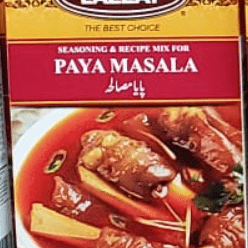 THE BEST CHOICE
SEASONING & RECIPE MIX FOR
PAYA MASALA
پایا مصالحہ